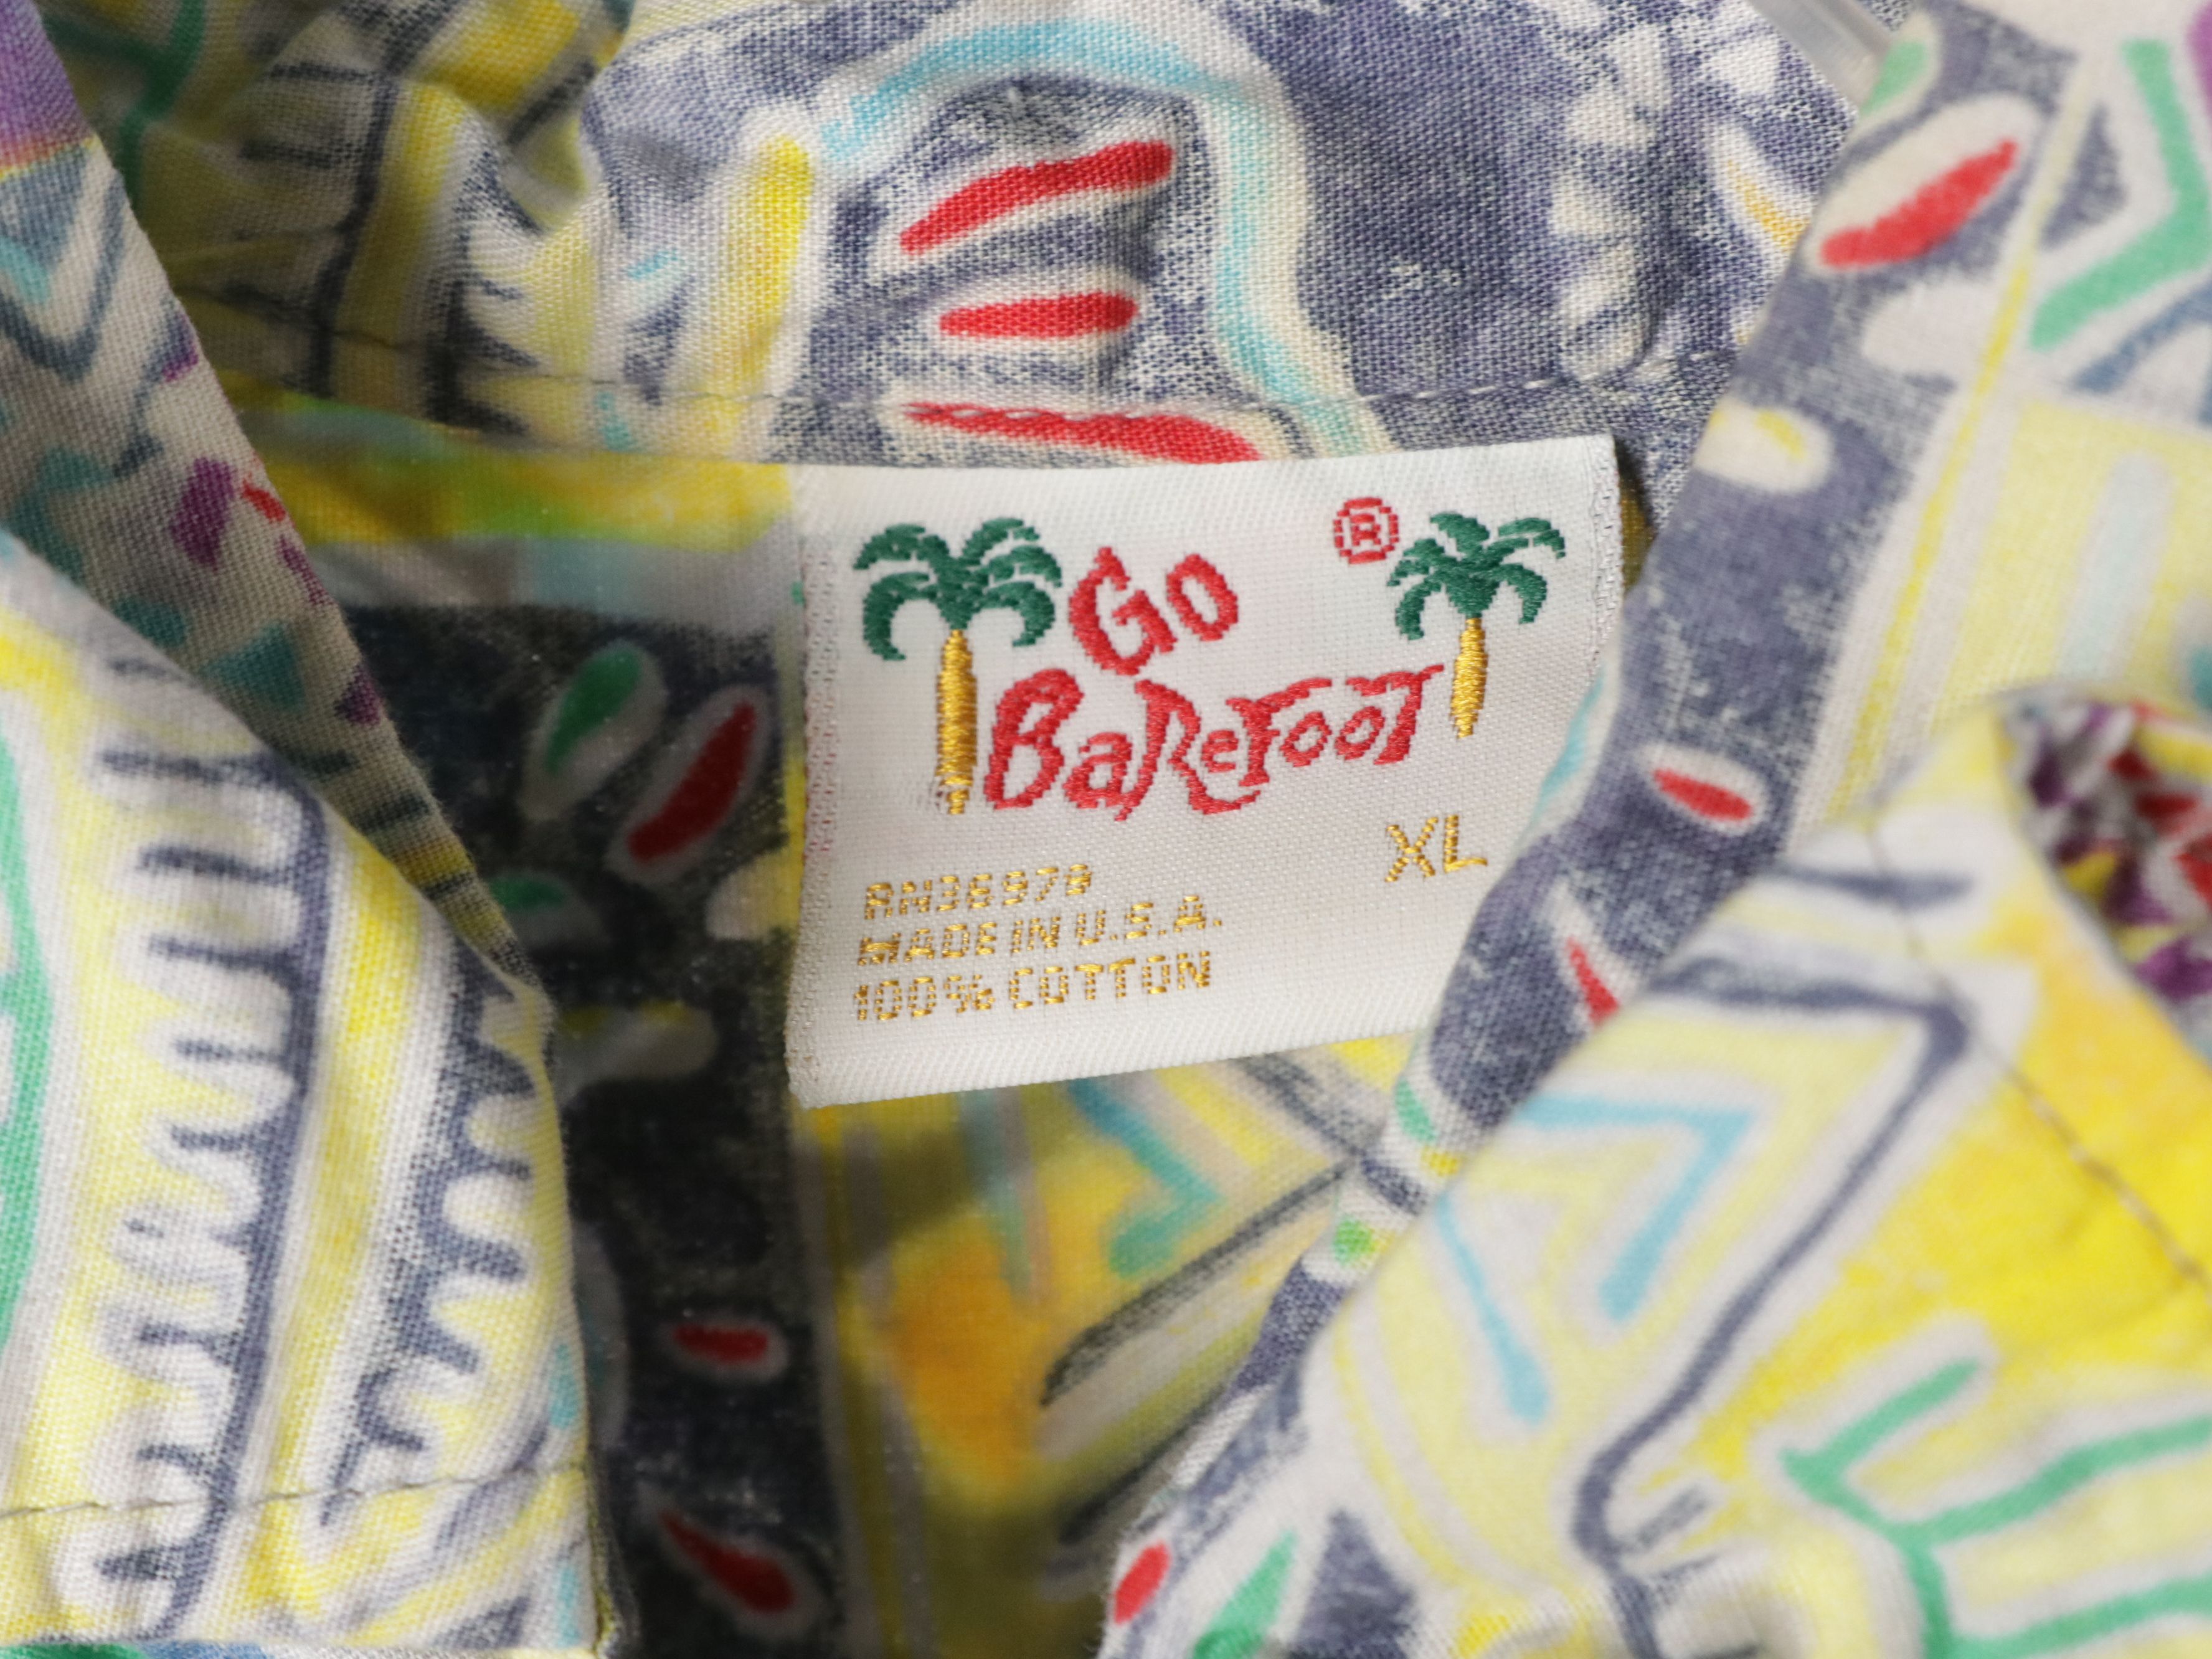 Go ®
BaReFooT
XL
RN36979
MADE IN U.S.A.
100% COTTON